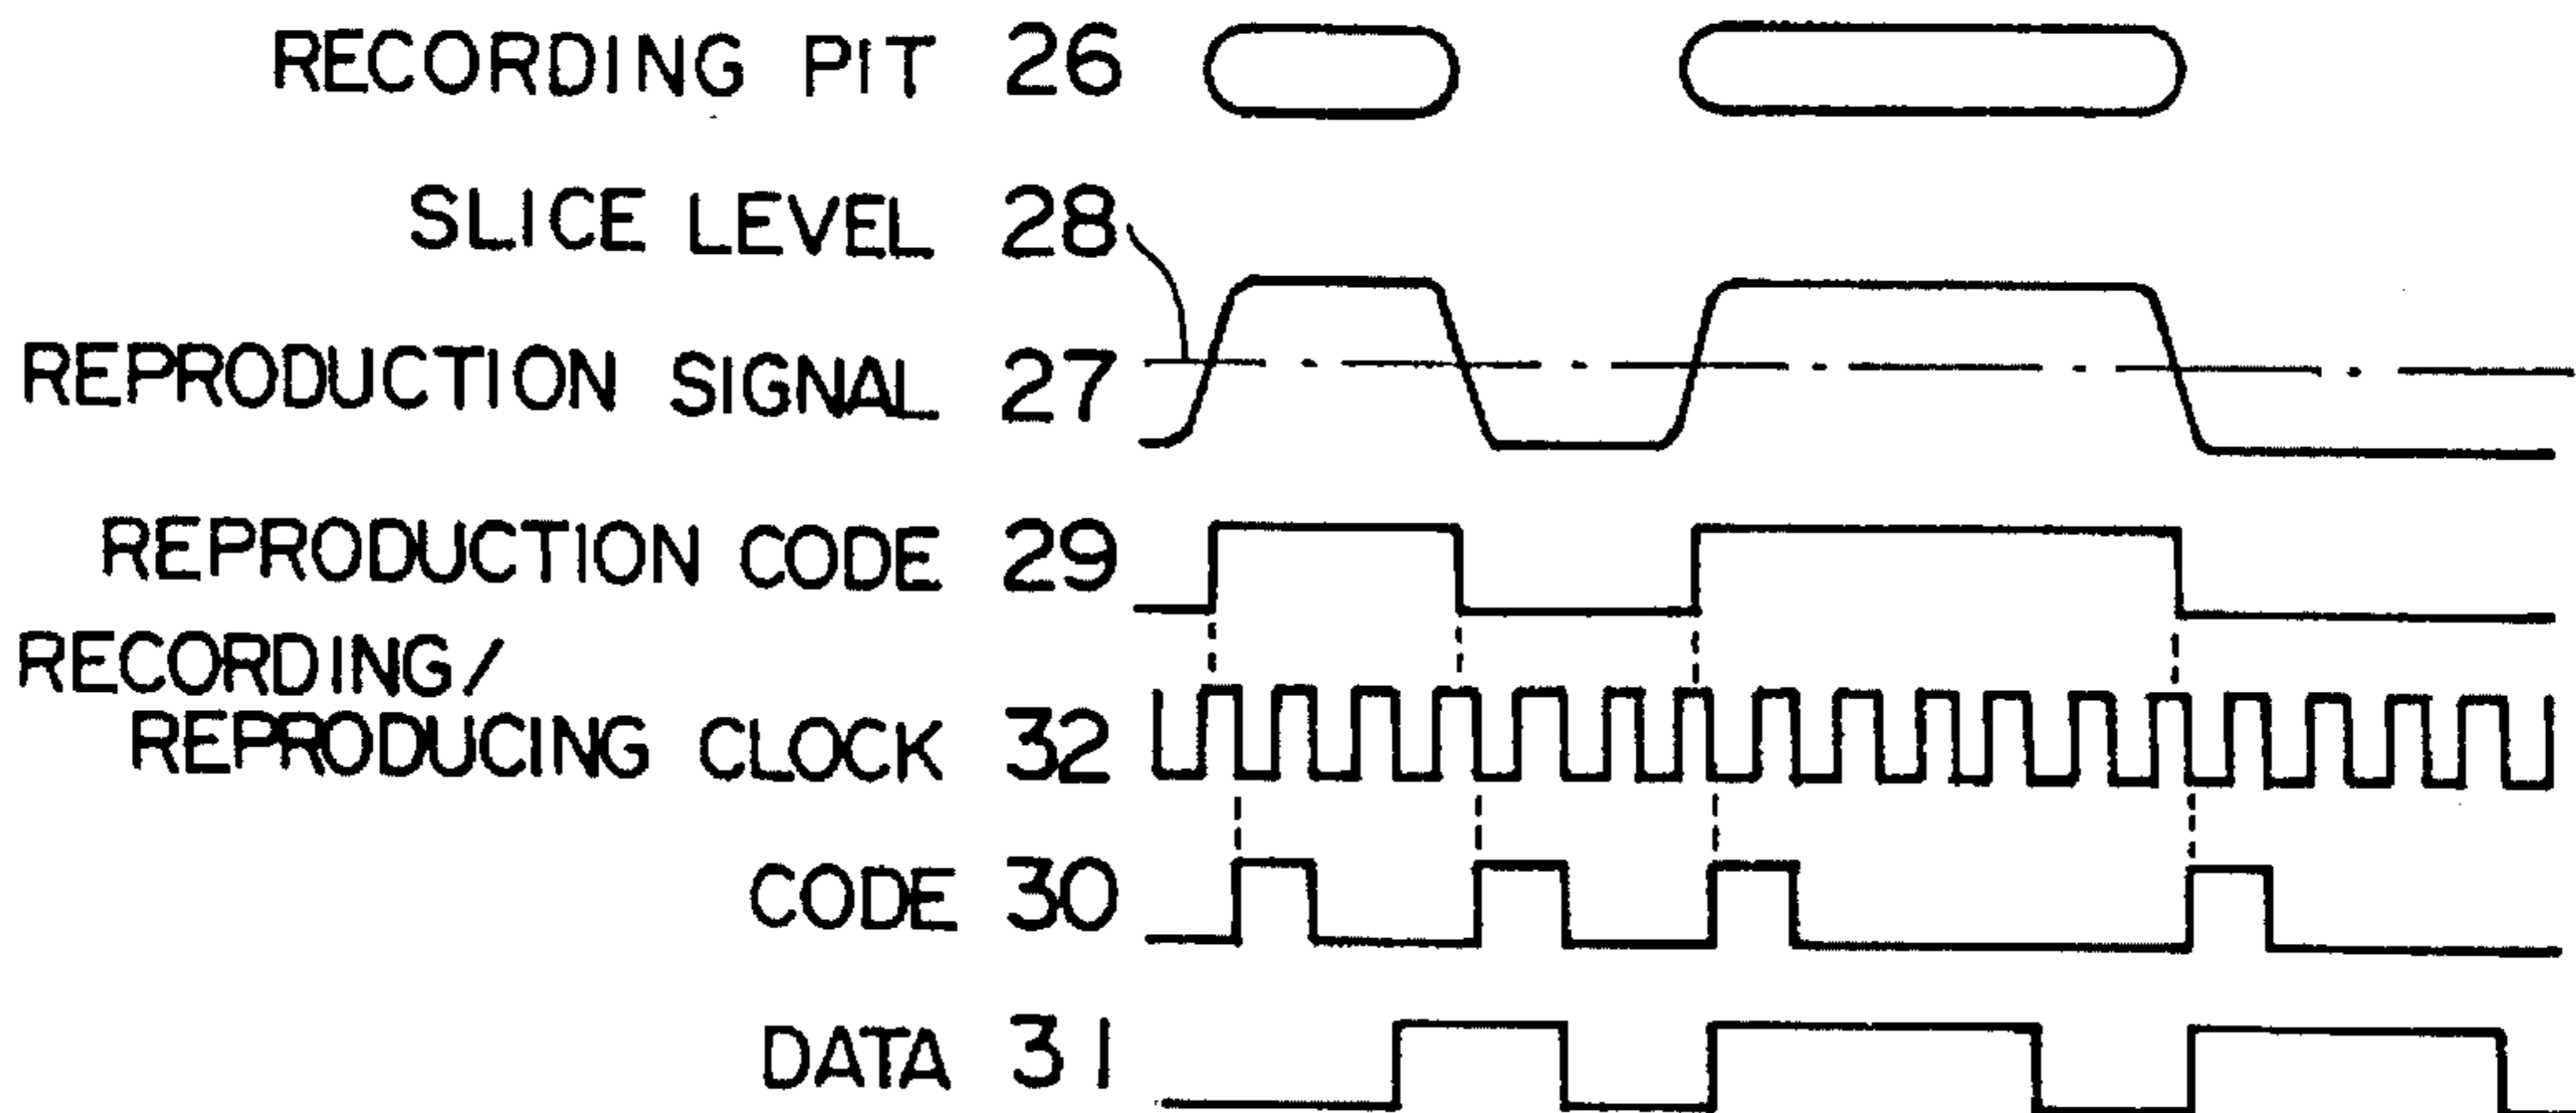 RECORDING PIT 26
SLICE LEVEL 28
REPRODUCTION SIGNAL 27
REPRODUCTION CODE 29
RECORDING/
REPRODUCING CLOCK 32
CODE 30
DATA 31